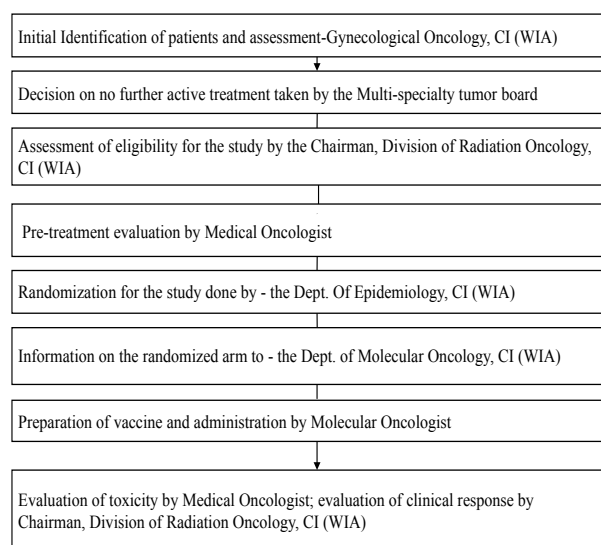 Initial Identification of patients and assessment-Gynecological Oncology, CI (WIA)
Decision on no further active treatment taken by the Multi-specialty tumor board
Assessment of eligibility for the study by the Chairman, Division of Radiation Oncology,
CI (WIA)
Pre-treatment evaluation by Medical Oncologist
Randomization for the study done by - the Dept. Of Epidemiology, CI (WIA)
Information on the randomized arm to - the Dept. of Molecular Oncology, CI (WIA)
Preparation of vaccine and administration by Molecular Oncologist
Evaluation of toxicity by Medical Oncologist; evaluation of clinical response by
Chairman, Division of Radiation Oncology, CI (WIA)